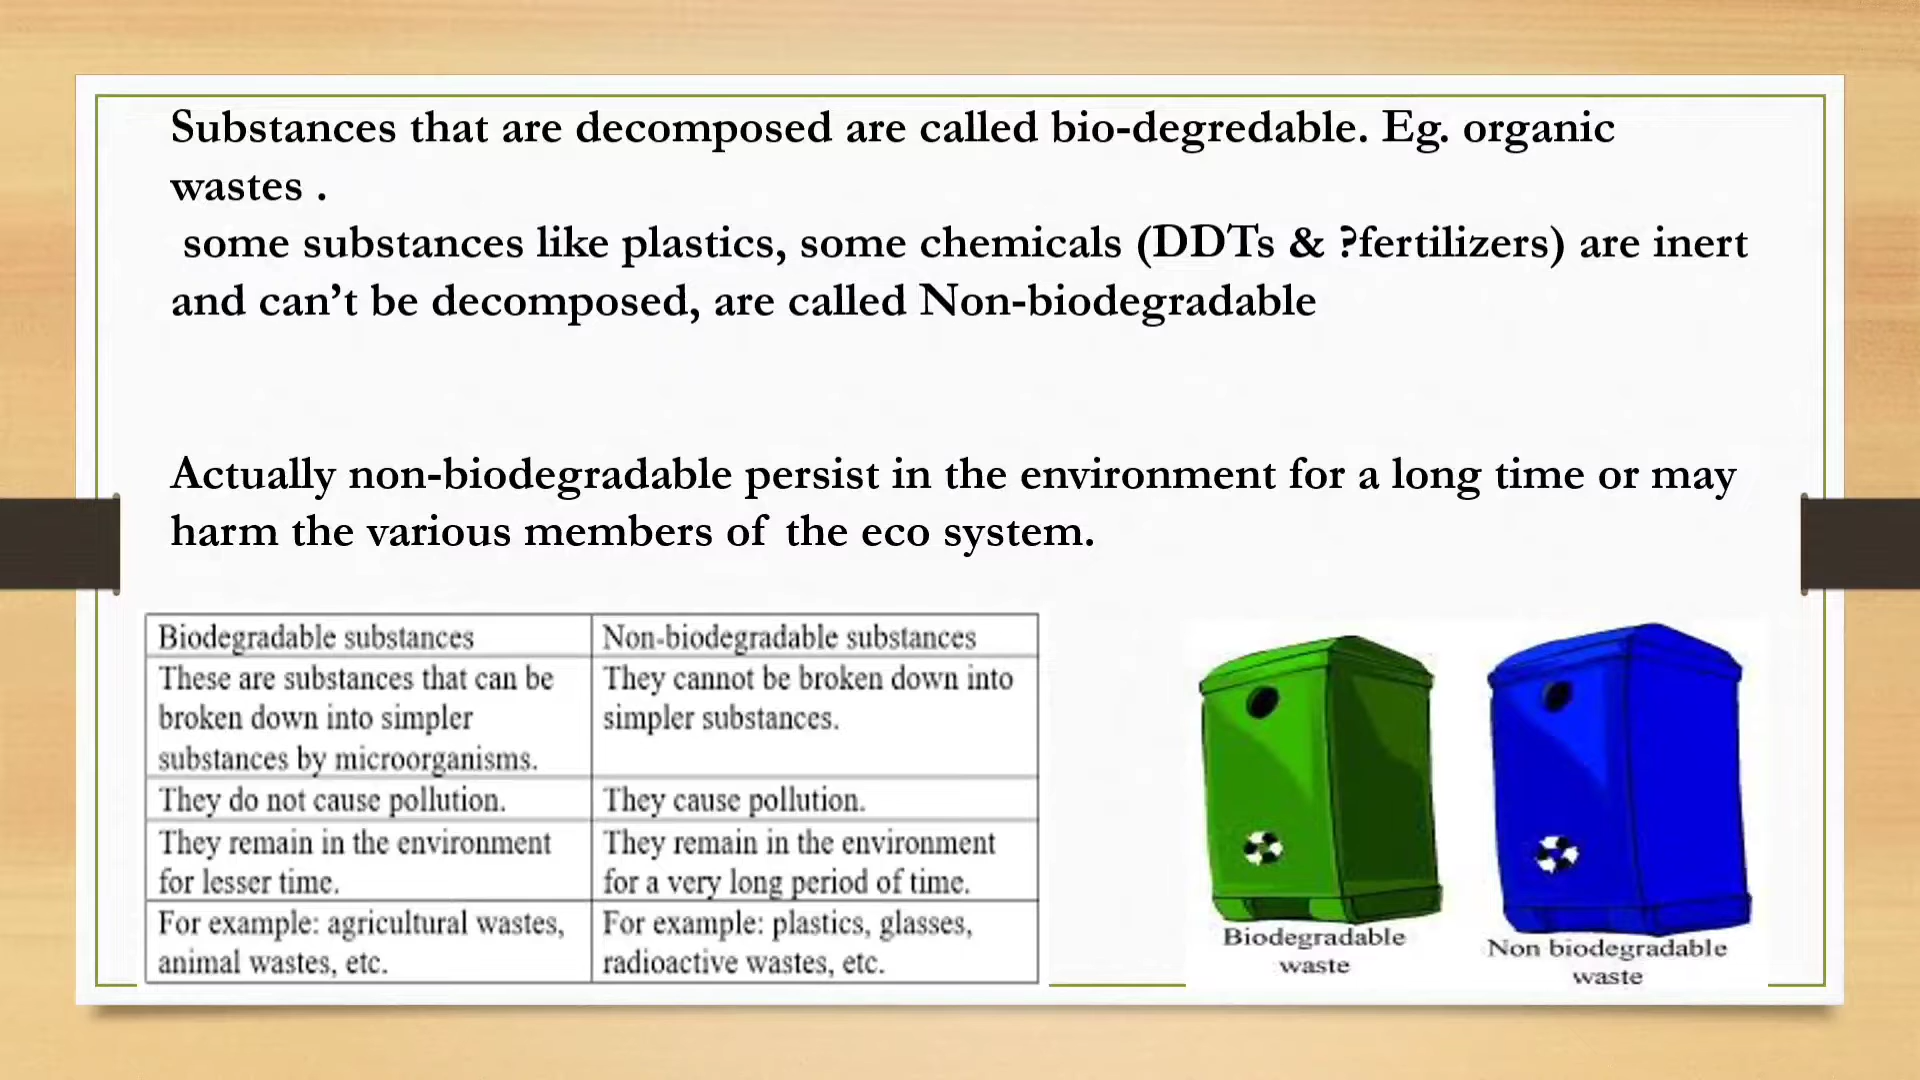 Substances that are decomposed are called bio-degredable. Eg. organic
wastes .
some substances like plastics, some chemicals (DDTs & ?fertilizers) are inert
and can’t be decomposed, are called Non-biodegradable
Actually non-biodegradable persist in the environment for a long time or may
harm the various members of the eco system.
Biodegradable substances
Non-biodegradable substances
These are substances that can be
broken down into simpler
substances by microorganisms.
They cannot be broken down into
simpler substances.
They do not cause pollution.
They cause pollution.
They remain in the environment
for lesser time.
They remain in the environment
for a very long period of time.
For example: agricultural wastes,
animal wastes, etc.
For example: plastics, glasses,
radioactive wastes, etc.
Biodegradable
waste
Non biodegradable
waste